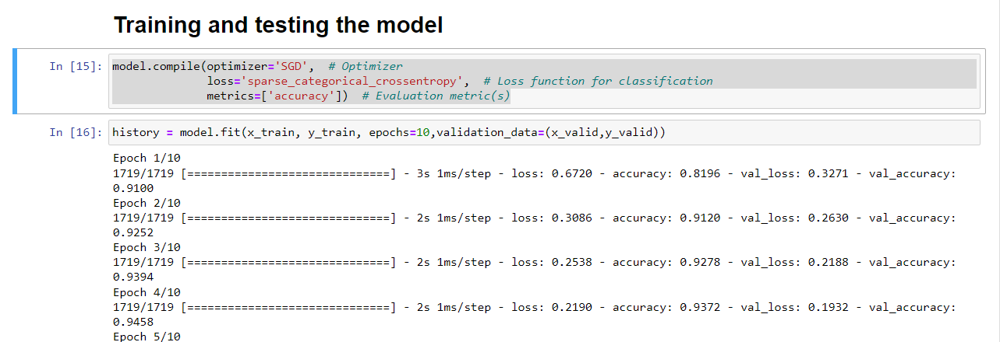 Training and testing the model
In [15]: model.compile(optimizer='SGD',  # Optimizer
              loss='sparse_categorical_crossentropy',  # Loss function for classification
              metrics=['accuracy'])  # Evaluation metric(s)
In [16]: history = model.fit(x_train, y_train, epochs=10,validation_data=(x_valid,y_valid))
Epoch 1/10
1719/1719 [==============================] - 3s 1ms/step - loss: 0.6720 - accuracy: 0.8196 - val_loss: 0.3271 - val_accuracy:
0.9100
Epoch 2/10
1719/1719 [==============================] - 2s 1ms/step - loss: 0.3086 - accuracy: 0.9120 - val_loss: 0.2630 - val_accuracy:
0.9252
Epoch 3/10
1719/1719 [==============================] - 2s 1ms/step - loss: 0.2538 - accuracy: 0.9278 - val_loss: 0.2188 - val_accuracy:
0.9394
Epoch 4/10
1719/1719 [==============================] - 2s 1ms/step - loss: 0.2190 - accuracy: 0.9372 - val_loss: 0.1932 - val_accuracy:
0.9458
Epoch 5/10